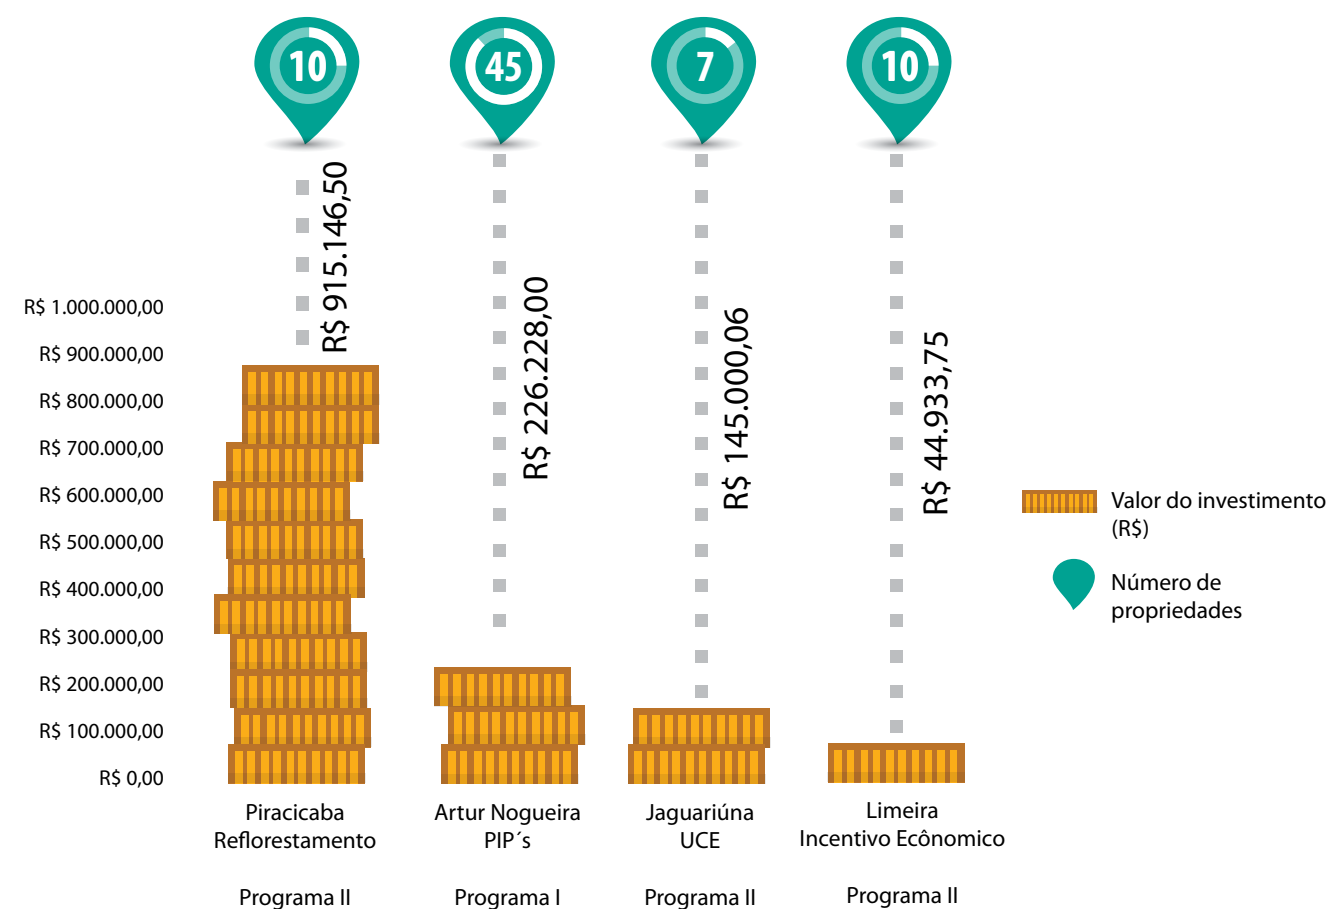 10
45
7
10
R$ 915.146,50
R$ 226.228,00
R$ 145.000,06
R$ 44.933,75
R$ 1.000.000,00
R$ 900.000,00
R$ 800.000,00
R$ 700.000,00
R$ 600.000,00
R$ 500.000,00
R$ 400.000,00
R$ 300.000,00
R$ 200.000,00
R$ 100.000,00
R$ 0,00
Valor do investimento
(R$)
Número de
propriedades
Piracicaba
Reflorestamento
Programa II
Artur Nogueira
PIP´s
Programa I
Jaguariúna
UCE
Programa II
Limeira
Incentivo Ecônomico
Programa II